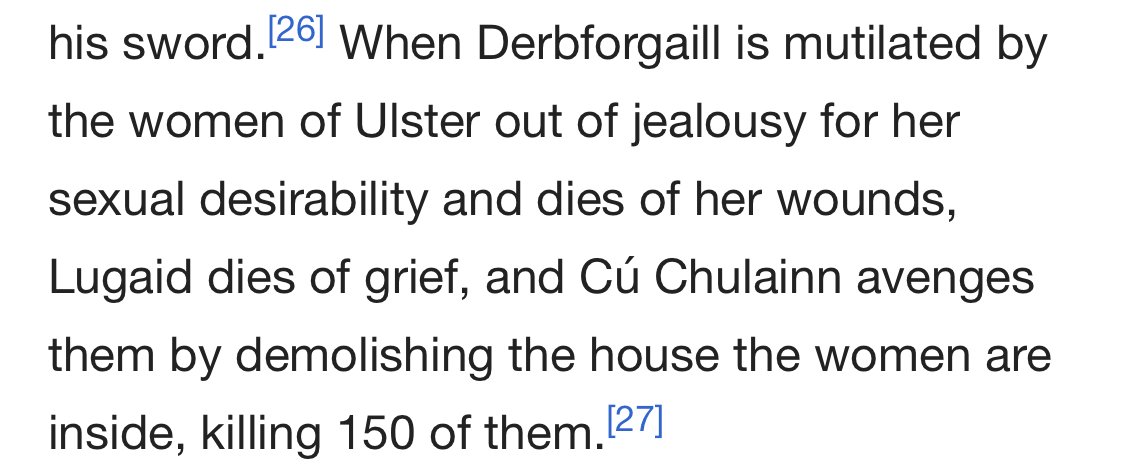 his sword.[26] When Derbforgaill is mutilated by
the women of Ulster out of jealousy for her
sexual desirability and dies of her wounds,
Lugaid dies of grief, and Cú Chulainn avenges
them by demolishing the house the women are
inside, killing 150 of them.[27]